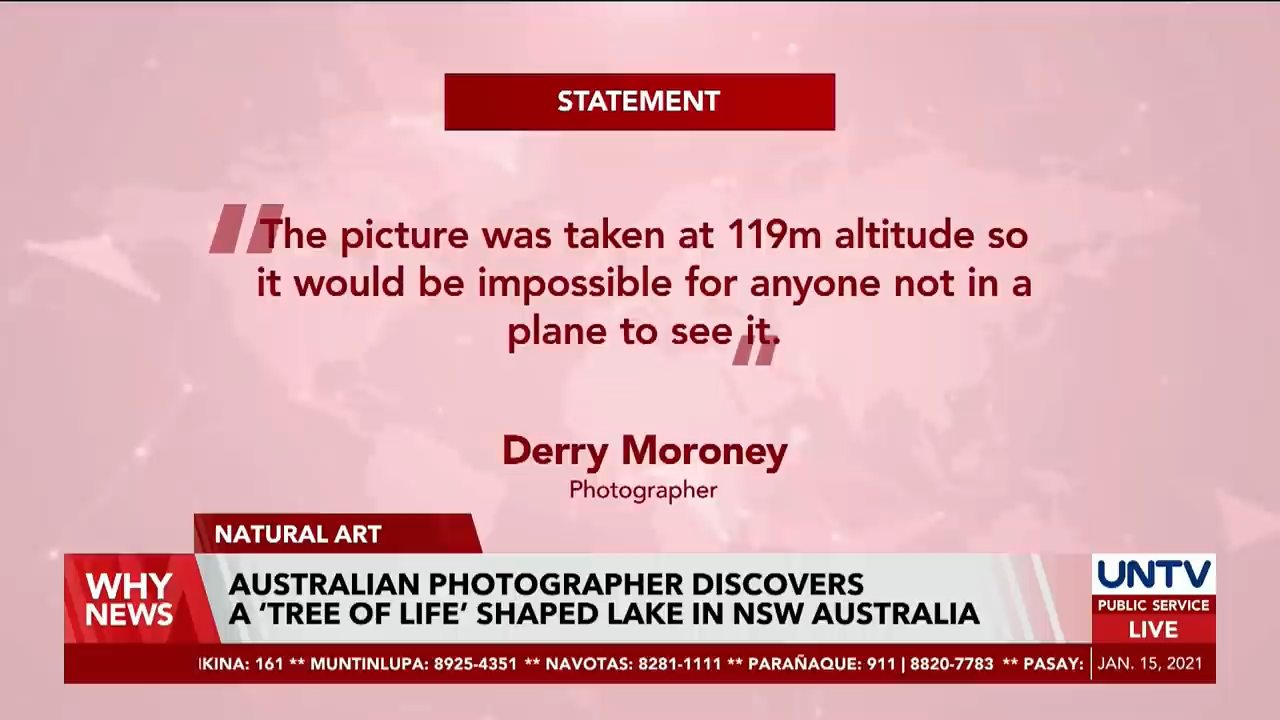 STATEMENT
"The picture was taken at 119m altitude so
it would be impossible for anyone not in a
plane to see it."
Derry Moroney
Photographer
NATURAL ART
WHY
NEWS
AUSTRALIAN PHOTOGRAPHER DISCOVERS
A ‘TREE OF LIFE’ SHAPED LAKE IN NSW AUSTRALIA
UNTV
PUBLIC SERVICE
LIVE
IKINA: 161 ** MUNTINLUPA: 8925-4351 ** NAVOTAS: 8281-1111 ** PARAÑAQUE: 911 | 8820-7783 ** PASAY:
JAN. 15, 2021